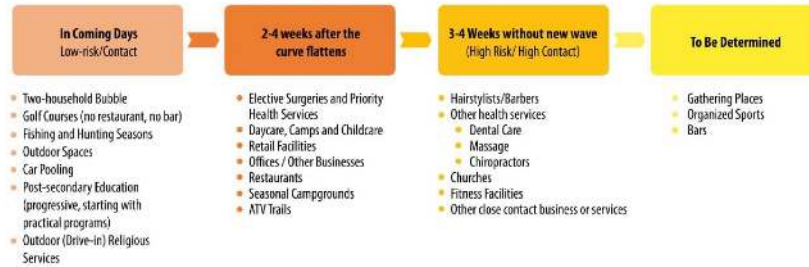 In Coming Days
Low-risk/Contact
Two-household Bubble
Golf Courses (no restaurant, no bar)
Fishing and Hunting Seasons
Outdoor Spaces
Car Pooling
Post-secondary Education
(progressive, starting with
practical programs)
Outdoor (Drive-in) Religious
Services
2-4 weeks after the
curve flattens
Elective Surgeries and Priority
Health Services
Daycare, Camps and Childcare
Retail Facilities
Offices / Other Businesses
Restaurants
Seasonal Campgrounds
ATV Trails
3-4 Weeks without new wave
(High Risk/ High Contact)
Hairstylists/Barbers
Other health services
Dental Care
Massage
Chiropractors
Churches
Fitness Facilities
Other close contact business or services
To Be Determined
Gathering Places
Organized Sports
Bars